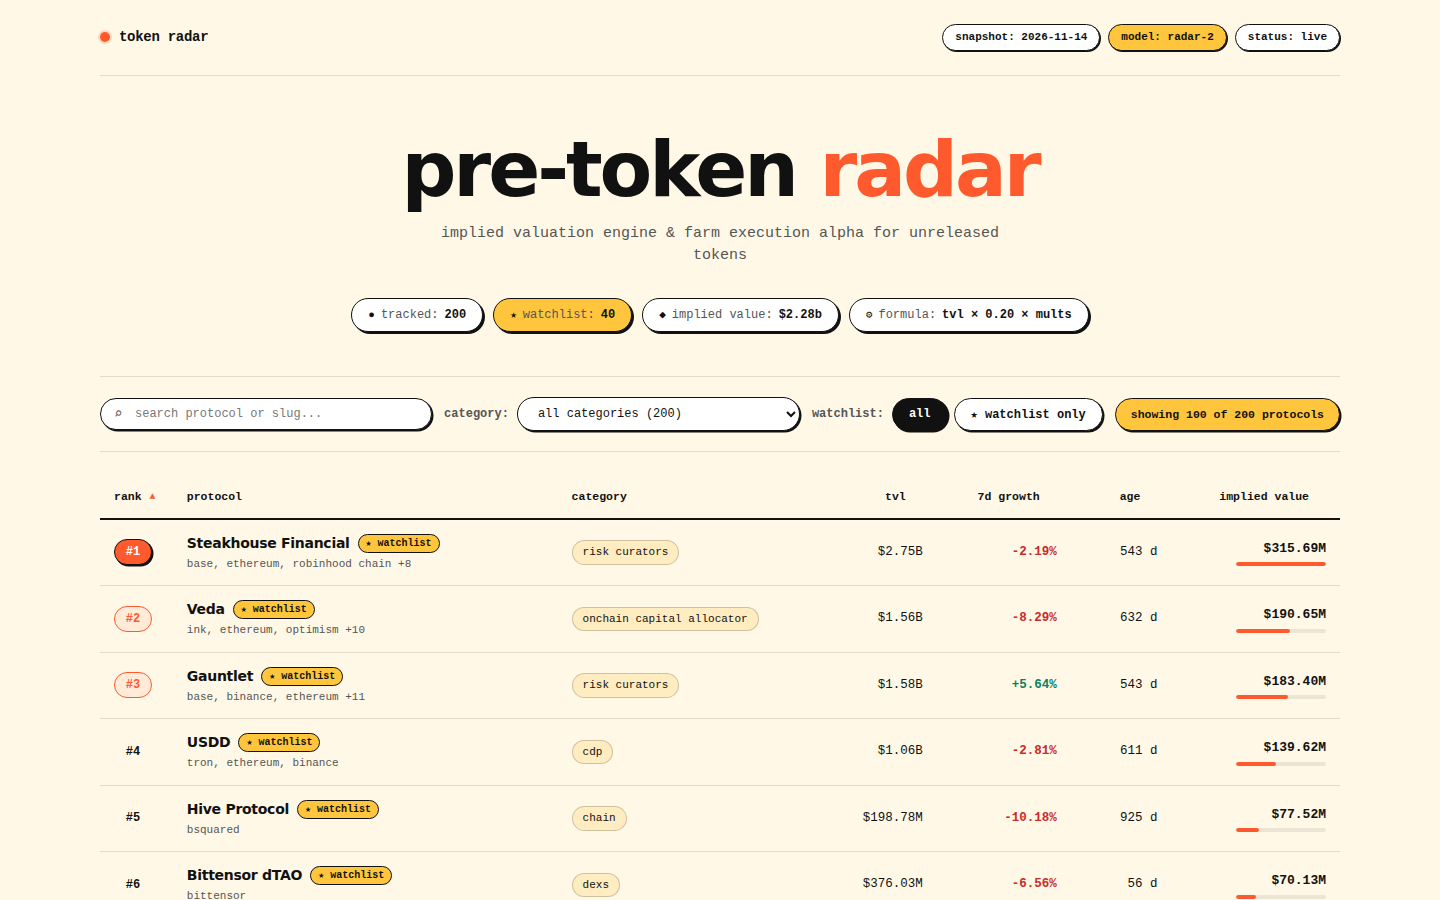 token radar
snapshot: 2026-11-14
model: radar-2
status: live
pre-token radar
implied valuation engine & farm execution alpha for unreleased
tokens
● tracked: 200
★ watchlist: 40
◆ implied value: $2.28b
⚙ formula: tvl × 0.20 × mults
⌕ search protocol or slug...
category: all categories (200)
watchlist: all ★ watchlist only
showing 100 of 200 protocols
rank ▲ protocol category tvl 7d growth age implied value
#1 Steakhouse Financial ★ watchlist risk curators $2.75B -2.19% 543 d $315.69M
base, ethereum, robinhood chain +8
#2 Veda ★ watchlist onchain capital allocator $1.56B -8.29% 632 d $190.65M
ink, ethereum, optimism +10
#3 Gauntlet ★ watchlist risk curators $1.58B +5.64% 543 d $183.40M
base, binance, ethereum +11
#4 USDD ★ watchlist cdp $1.06B -2.81% 611 d $139.62M
tron, ethereum, binance
#5 Hive Protocol ★ watchlist chain $198.78M -10.18% 925 d $77.52M
bsquared
#6 Bittensor dTAO ★ watchlist dexs $376.03M -6.56% 56 d $70.13M
bittensor